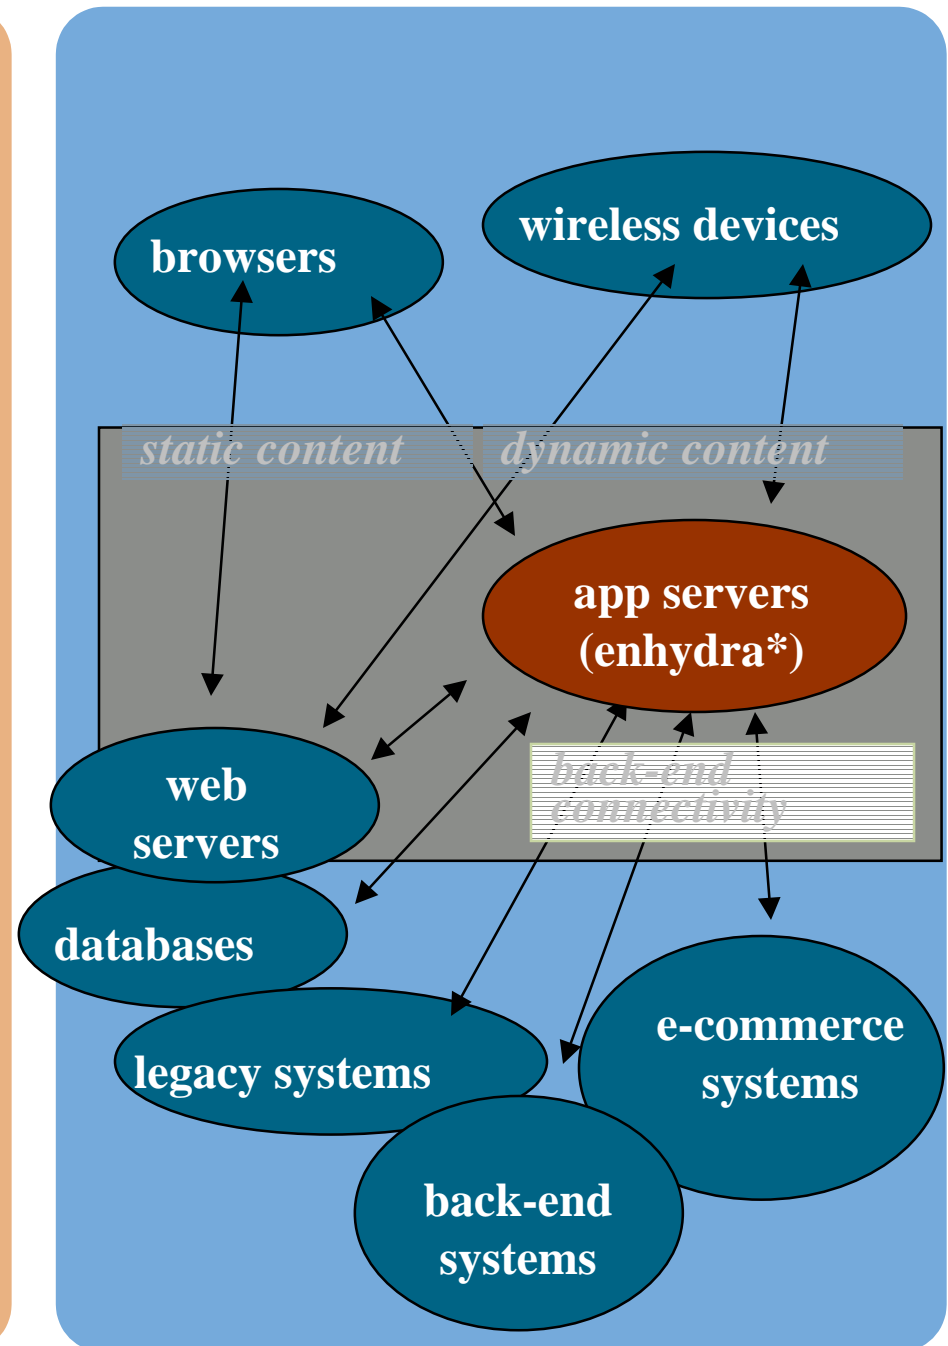 wireless devices
browsers
static content
dynamic content
app servers
(enhydra*)
back-end
connectivity
web
servers
databases
e-commerce
systems
legacy systems
back-end
systems